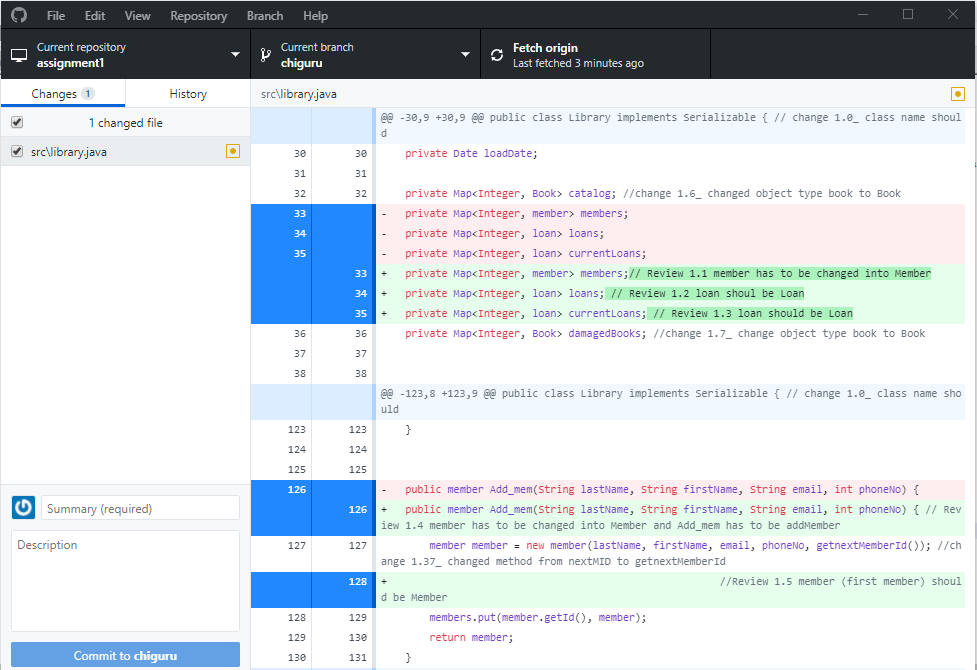 File Edit View Repository Branch Help
Current repository
assignment1
Current branch
chiguru
Fetch origin
Last fetched 3 minutes ago
Changes 1
History
src\library.java
1 changed file
src\library.java
@@ -30,9 +30,9 @@ public class Library implements Serializable { // change 1.0_ class name shoul
d
30 30 private Date loadDate;
31 31
32 32 private Map<Integer, Book> catalog; //change 1.6_ changed object type book to Book
33 - private Map<Integer, member> members;
34 - private Map<Integer, loan> loans;
35 - private Map<Integer, loan> currentLoans;
33 + private Map<Integer, member> members;// Review 1.1 member has to be changed into Member
34 + private Map<Integer, loan> loans; // Review 1.2 loan shoul be Loan
35 + private Map<Integer, loan> currentLoans; // Review 1.3 loan should be Loan
36 36 private Map<Integer, Book> damagedBooks; //change 1.7_ change object type book to Book
37 37
38 38
@@ -123,8 +123,9 @@ public class Library implements Serializable { // change 1.0_ class name sho
uld
123 123 }
124 124
125 125
126 - public member Add_mem(String lastName, String firstName, String email, int phoneNo) {
126 + public member Add_mem(String lastName, String firstName, String email, int phoneNo) { // Rev
iew 1.4 member has to be changed into Member and Add_mem has to be addMember
127 127 member member = new member(lastName, firstName, email, phoneNo, getnextMemberId()); //ch
ange 1.37_ changed method from nextMID to getnextMemberId
128 + //Review 1.5 member (first member) shoul
d be Member
128 129 members.put(member.getId(), member);
129 130 return member;
130 131 }
Summary (required)
Description
Commit to chiguru